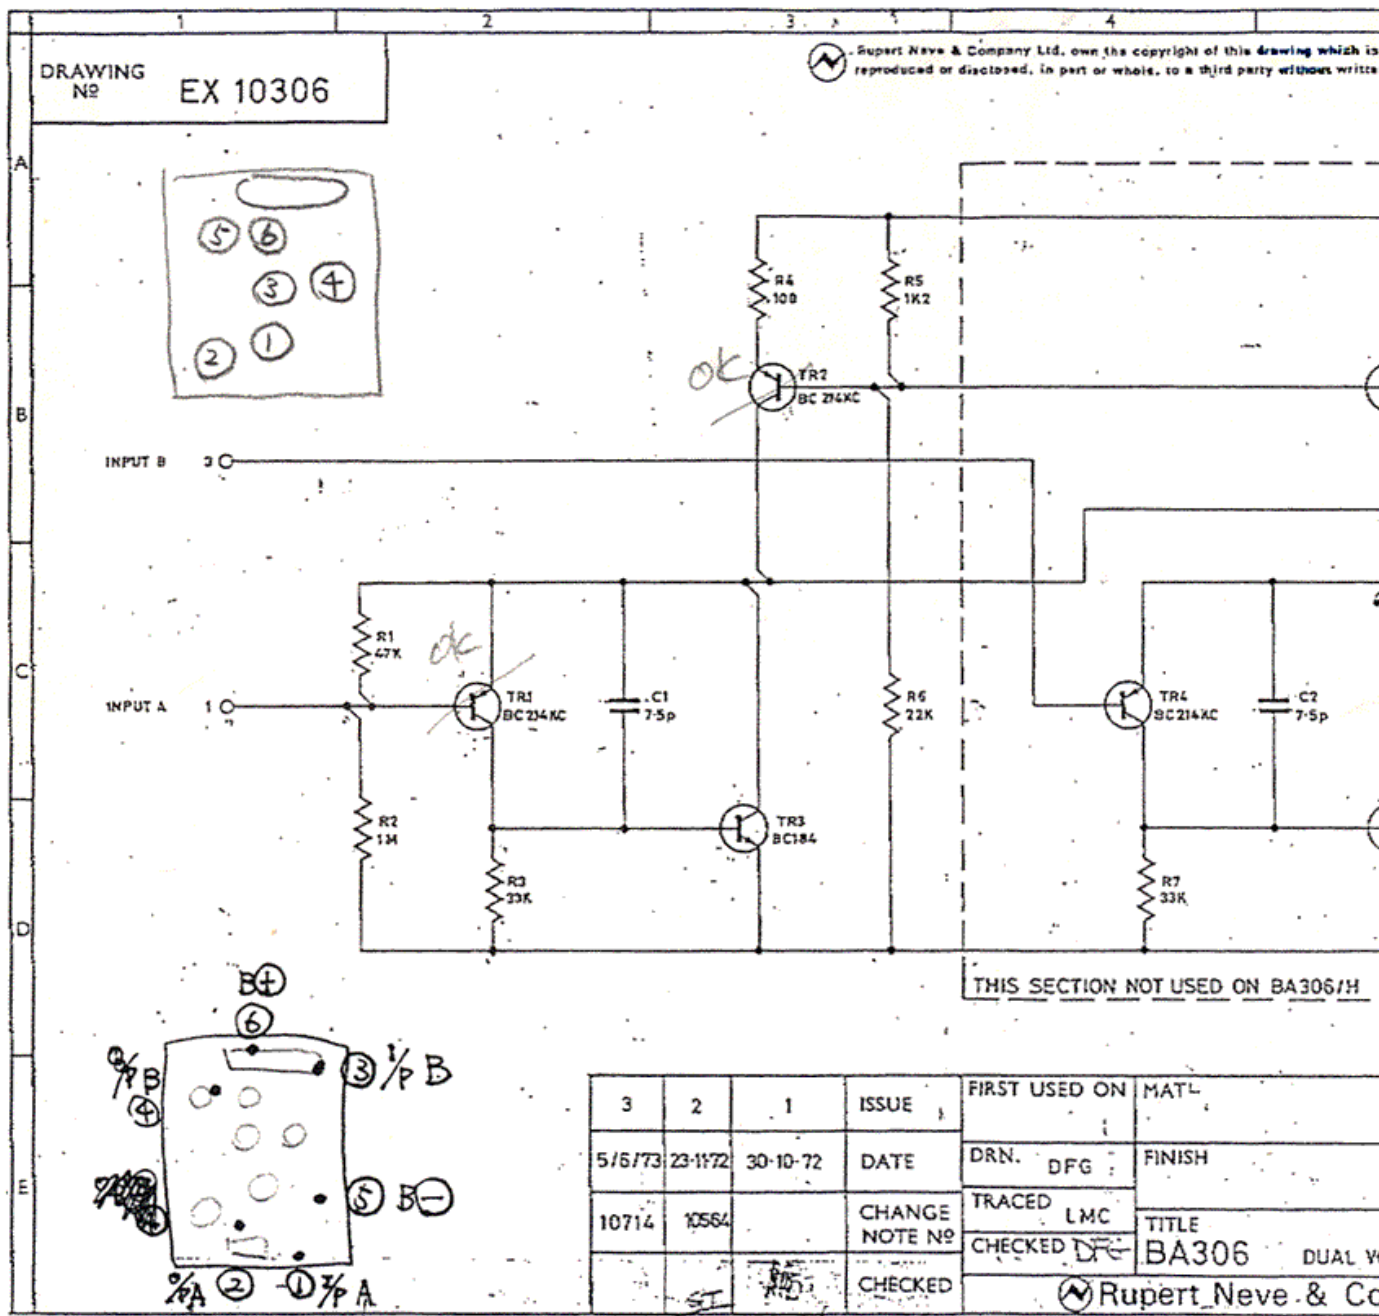 1 2 3 4
Rupert Neve & Company Ltd. own the copyright of this drawing which is
reproduced or disclosed, in part or whole, to a third party without writte
DRAWING
Nº EX 10306
A
B
C
D
E
5 6
3 4
2 1
R4
100
R5
1K2
OK
TR2
BC 214KC
INPUT B 3
R1
47K
OK
INPUT A 1
TR1
BC214KC
C1
7·5p
R6
22K
TR4
BC214KC
C2
7·5p
R2
1M
TR3
BC184
R3
33K
R7
33K
THIS SECTION NOT USED ON BA306/H
B+
6
3 I/P B
O/P B
4
5 B-
O/P A 2 1 I/P A
3 2 1 ISSUE
5/6/73 23-11-72 30-10-72 DATE
10714 10564 CHANGE
NOTE Nº
ST CHECKED
FIRST USED ON MATL
DRN. DFG FINISH
TRACED LMC
CHECKED DFG
TITLE
BA306 DUAL
Rupert Neve & Co